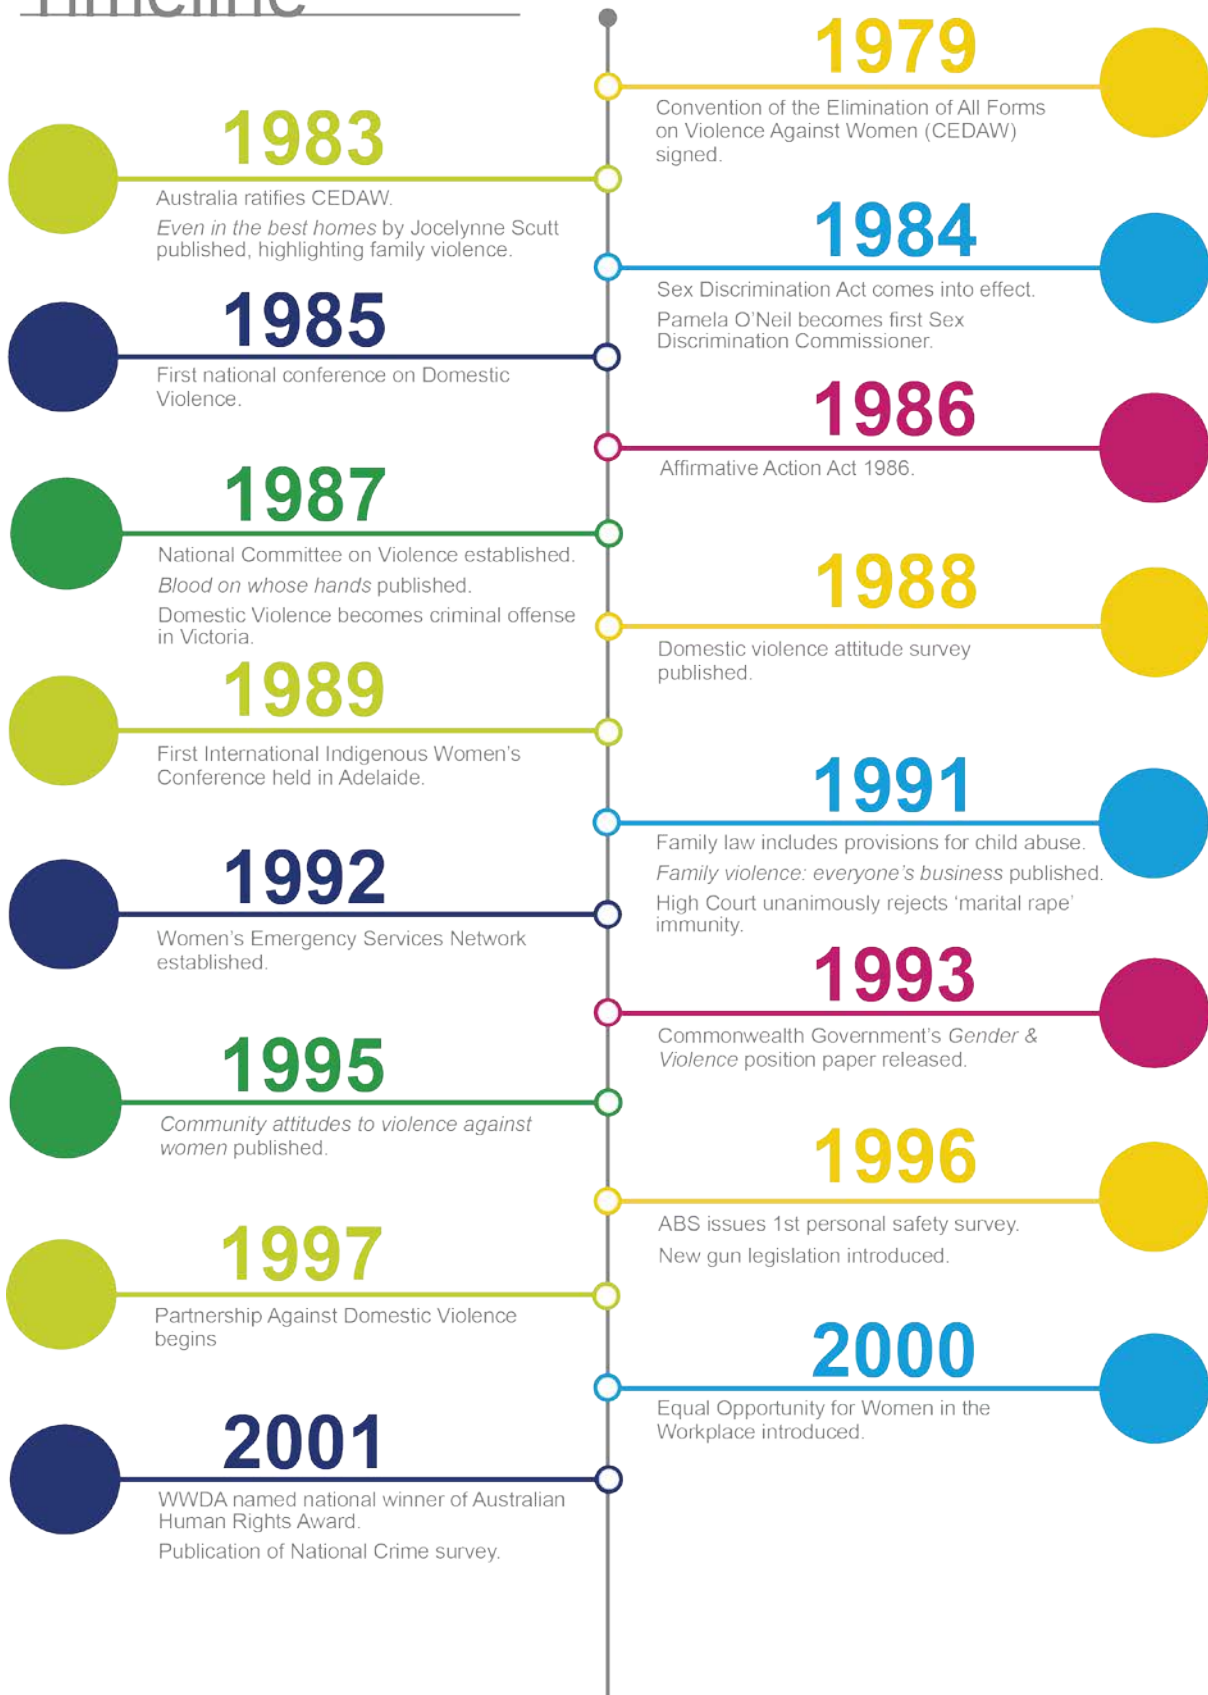 Timeline
1979
Convention of the Elimination of All Forms
on Violence Against Women (CEDAW)
signed.
1983
Australia ratifies CEDAW.
Even in the best homes by Jocelynne Scutt
published, highlighting family violence.
1984
Sex Discrimination Act comes into effect.
Pamela O'Neil becomes first Sex
Discrimination Commissioner.
1985
First national conference on Domestic
Violence.
1986
Affirmative Action Act 1986.
1987
National Committee on Violence established.
Blood on whose hands published.
Domestic Violence becomes criminal offense
in Victoria.
1988
Domestic violence attitude survey
published.
1989
First International Indigenous Women's
Conference held in Adelaide.
1991
Family law includes provisions for child abuse.
Family violence: everyone's business published.
High Court unanimously rejects 'marital rape'
immunity.
1992
Women's Emergency Services Network
established.
1993
Commonwealth Government's Gender &
Violence position paper released.
1995
Community attitudes to violence against
women published.
1996
ABS issues 1st personal safety survey.
New gun legislation introduced.
1997
Partnership Against Domestic Violence
begins
2000
Equal Opportunity for Women in the
Workplace introduced.
2001
WWDA named national winner of Australian
Human Rights Award.
Publication of National Crime survey.